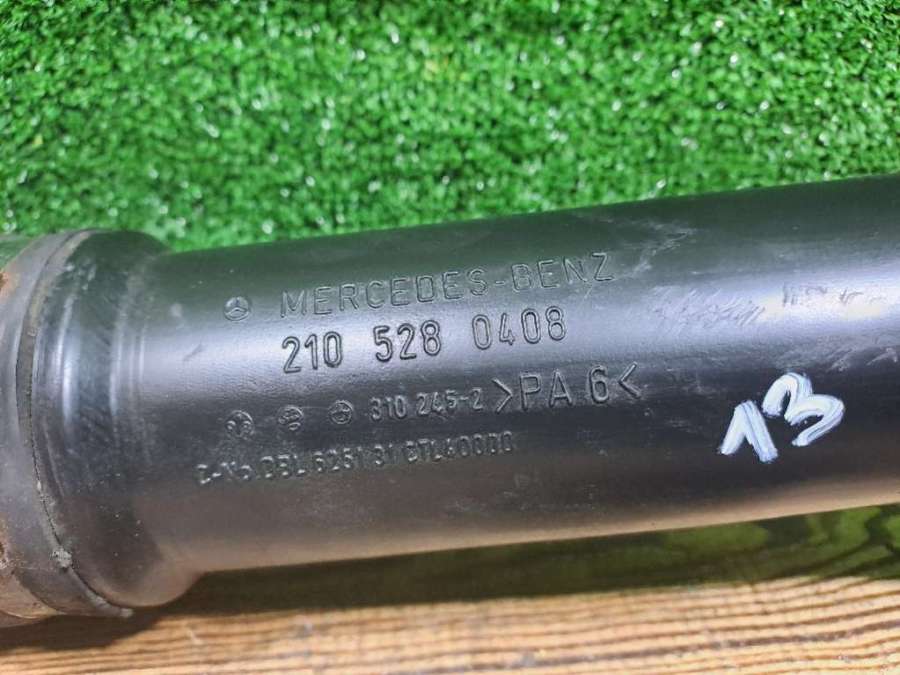 MERCEDES-BENZ
210 528 0408
310 245-2 >PA 6<
13